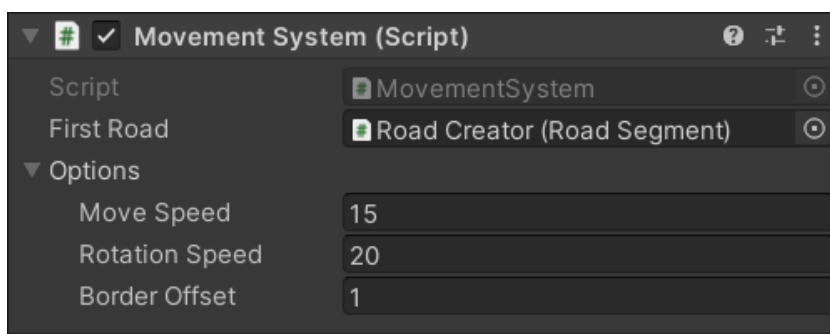 Movement System (Script)
Script MovementSystem
First Road Road Creator (Road Segment)
Options
Move Speed 15
Rotation Speed 20
Border Offset 1